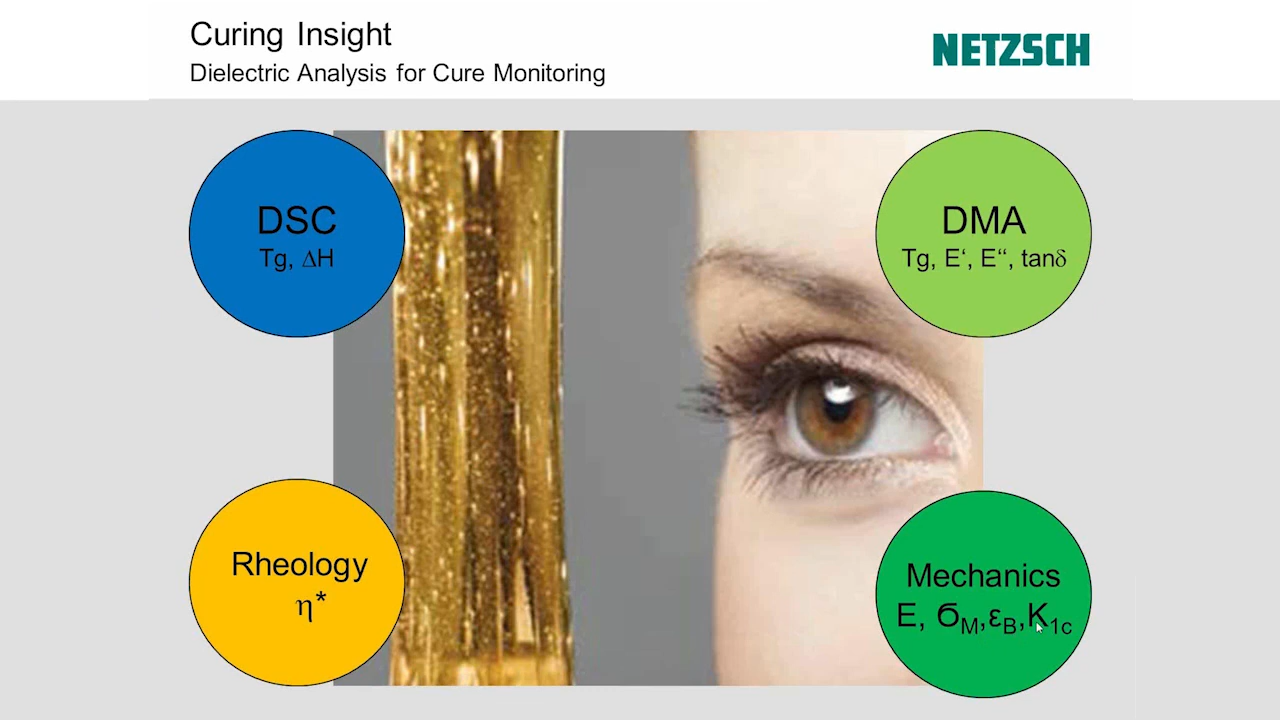 Curing Insight
Dielectric Analysis for Cure Monitoring
NETZSCH
DSC
Tg, ΔH
DMA
Tg, E‘, E“, tanδ
Rheology
η*
Mechanics
E, σM,εB,K1c